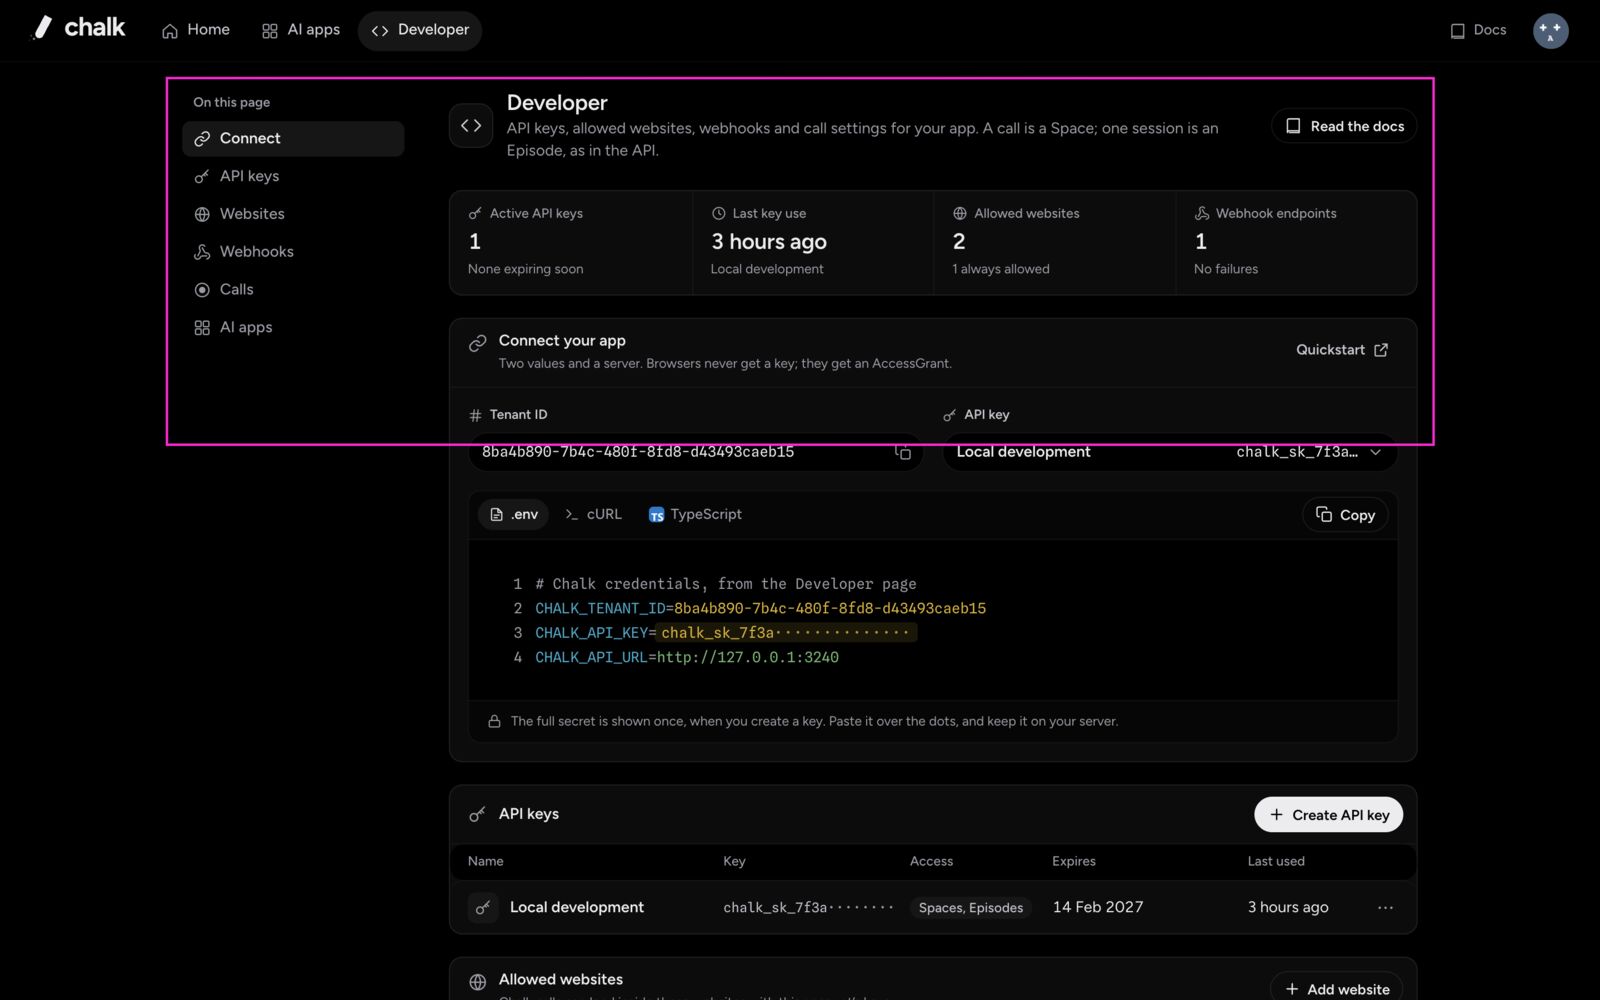 chalk
Home
AI apps
Developer
Docs
On this page
Connect
API keys
Websites
Webhooks
Calls
AI apps
Developer
API keys, allowed websites, webhooks and call settings for your app. A call is a Space; one session is an
Episode, as in the API.
Read the docs
Active API keys
1
None expiring soon
Last key use
3 hours ago
Local development
Allowed websites
2
1 always allowed
Webhook endpoints
1
No failures
Connect your app
Two values and a server. Browsers never get a key; they get an AccessGrant.
Quickstart
Tenant ID
8ba4b890-7b4c-480f-8fd8-d43493caeb15
API key
Local development chalk_sk_7f3a…
.env
cURL
TypeScript
Copy
1 # Chalk credentials, from the Developer page
2 CHALK_TENANT_ID=8ba4b890-7b4c-480f-8fd8-d43493caeb15
3 CHALK_API_KEY=chalk_sk_7f3a··············
4 CHALK_API_URL=http://127.0.0.1:3240
The full secret is shown once, when you create a key. Paste it over the dots, and keep it on your server.
API keys
Create API key
Name Key Access Expires Last used
Local development chalk_sk_7f3a········ Spaces, Episodes 14 Feb 2027 3 hours ago
Allowed websites
Add website